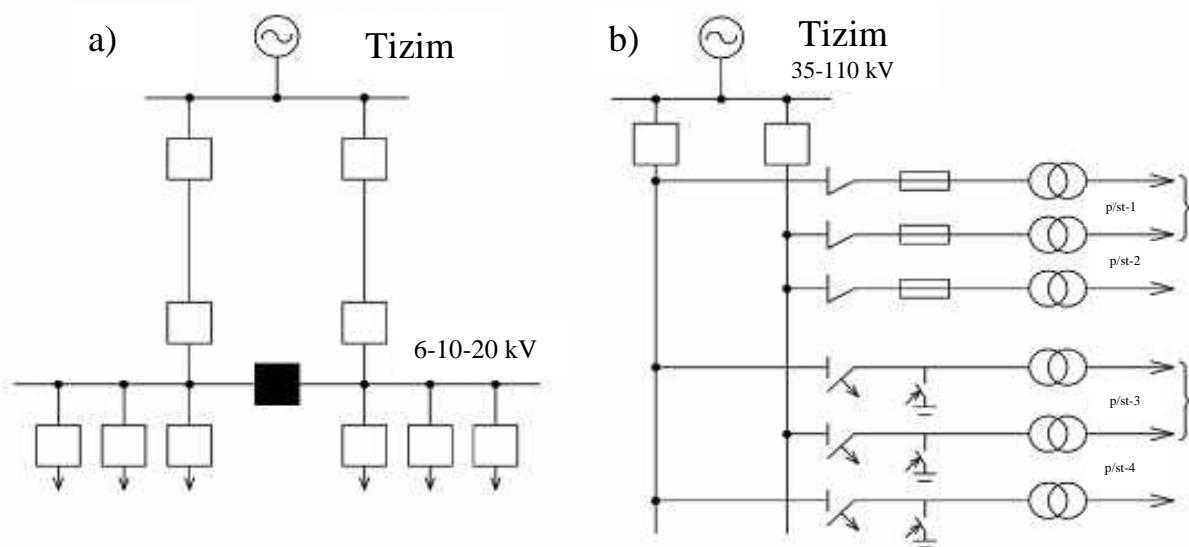 a)
Tizim
6-10-20 kV
b)
Tizim
35-110 kV
p/st-1
p/st-2
p/st-3
p/st-4